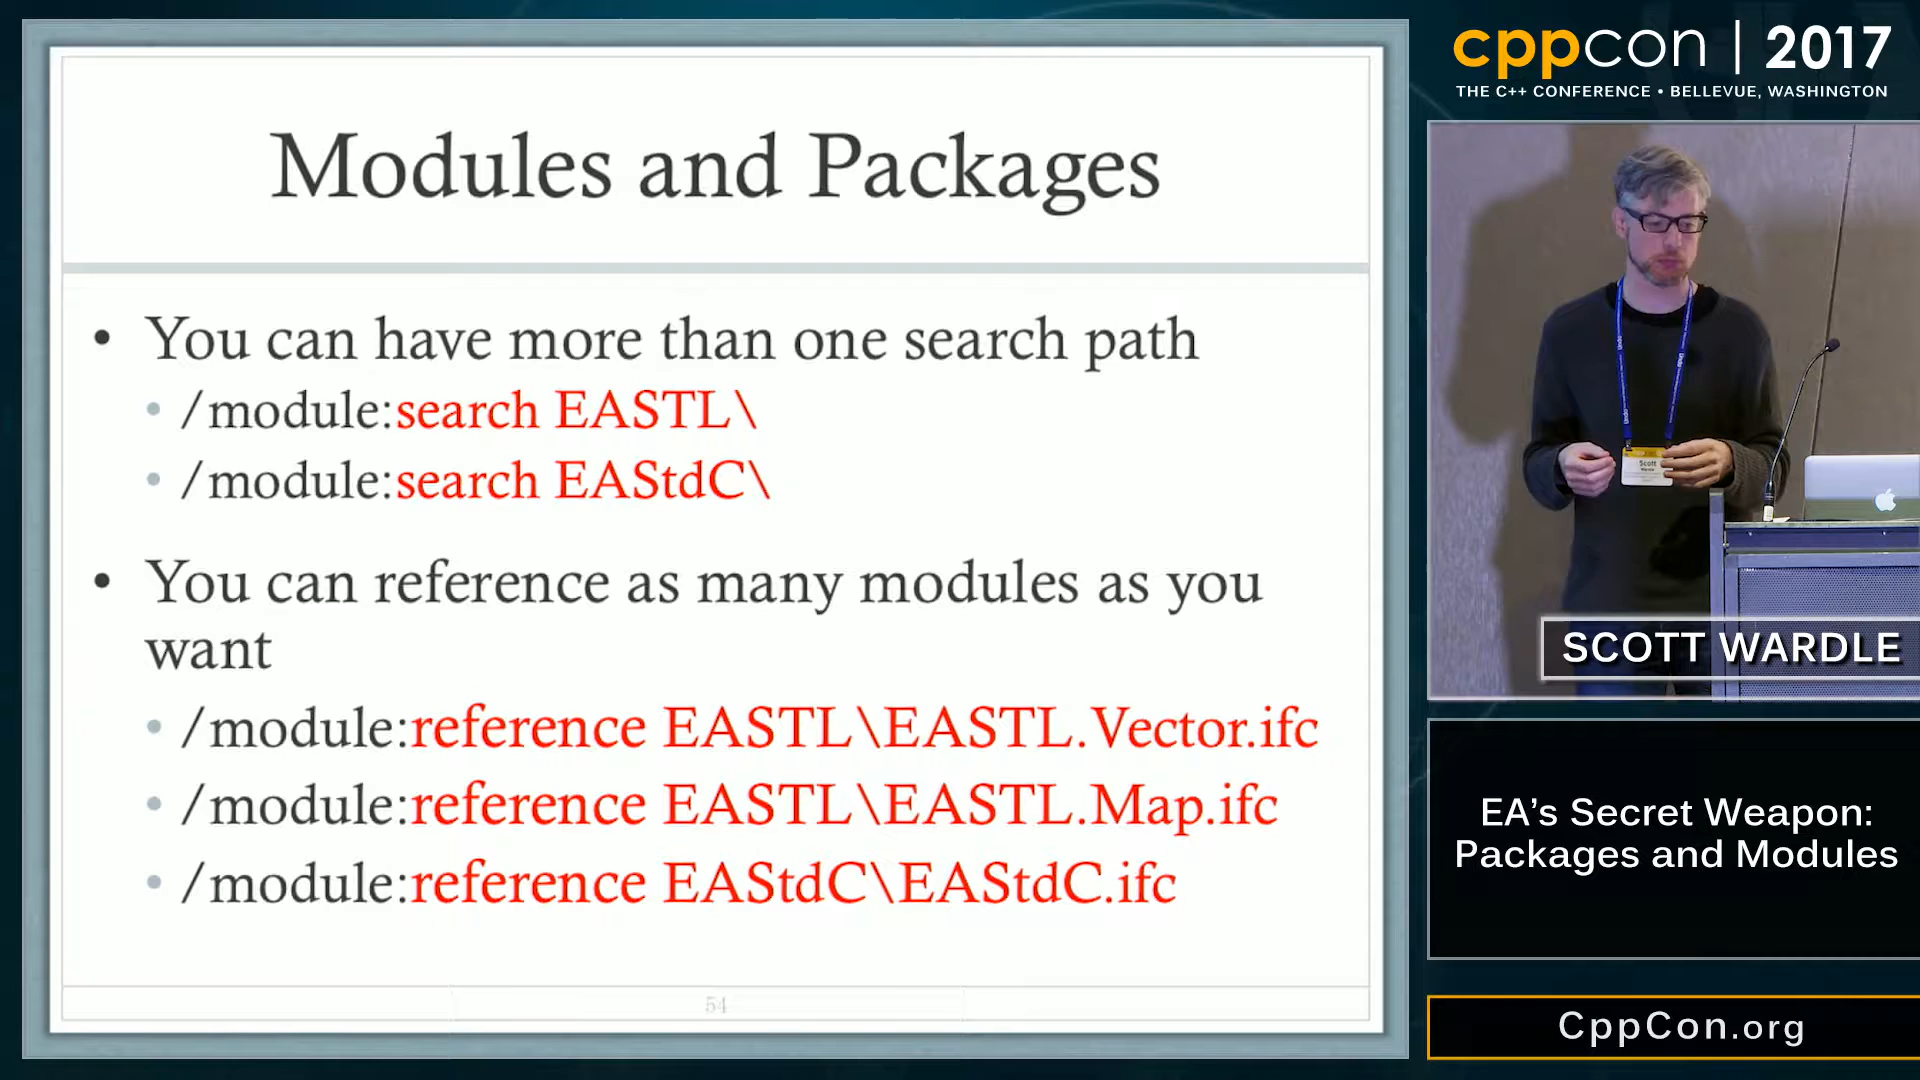 Modules and Packages
• You can have more than one search path
• /module:search EASTL\
• /module:search EAStdC\
• You can reference as many modules as you
want
• /module:reference EASTL\EASTL.Vector.ifc
• /module:reference EASTL\EASTL.Map.ifc
• /module:reference EAStdC\EAStdC.ifc
54
cppcon | 2017
THE C++ CONFERENCE • BELLEVUE, WASHINGTON
Scott
SCOTT WARDLE
EA’s Secret Weapon:
Packages and Modules
CppCon.org